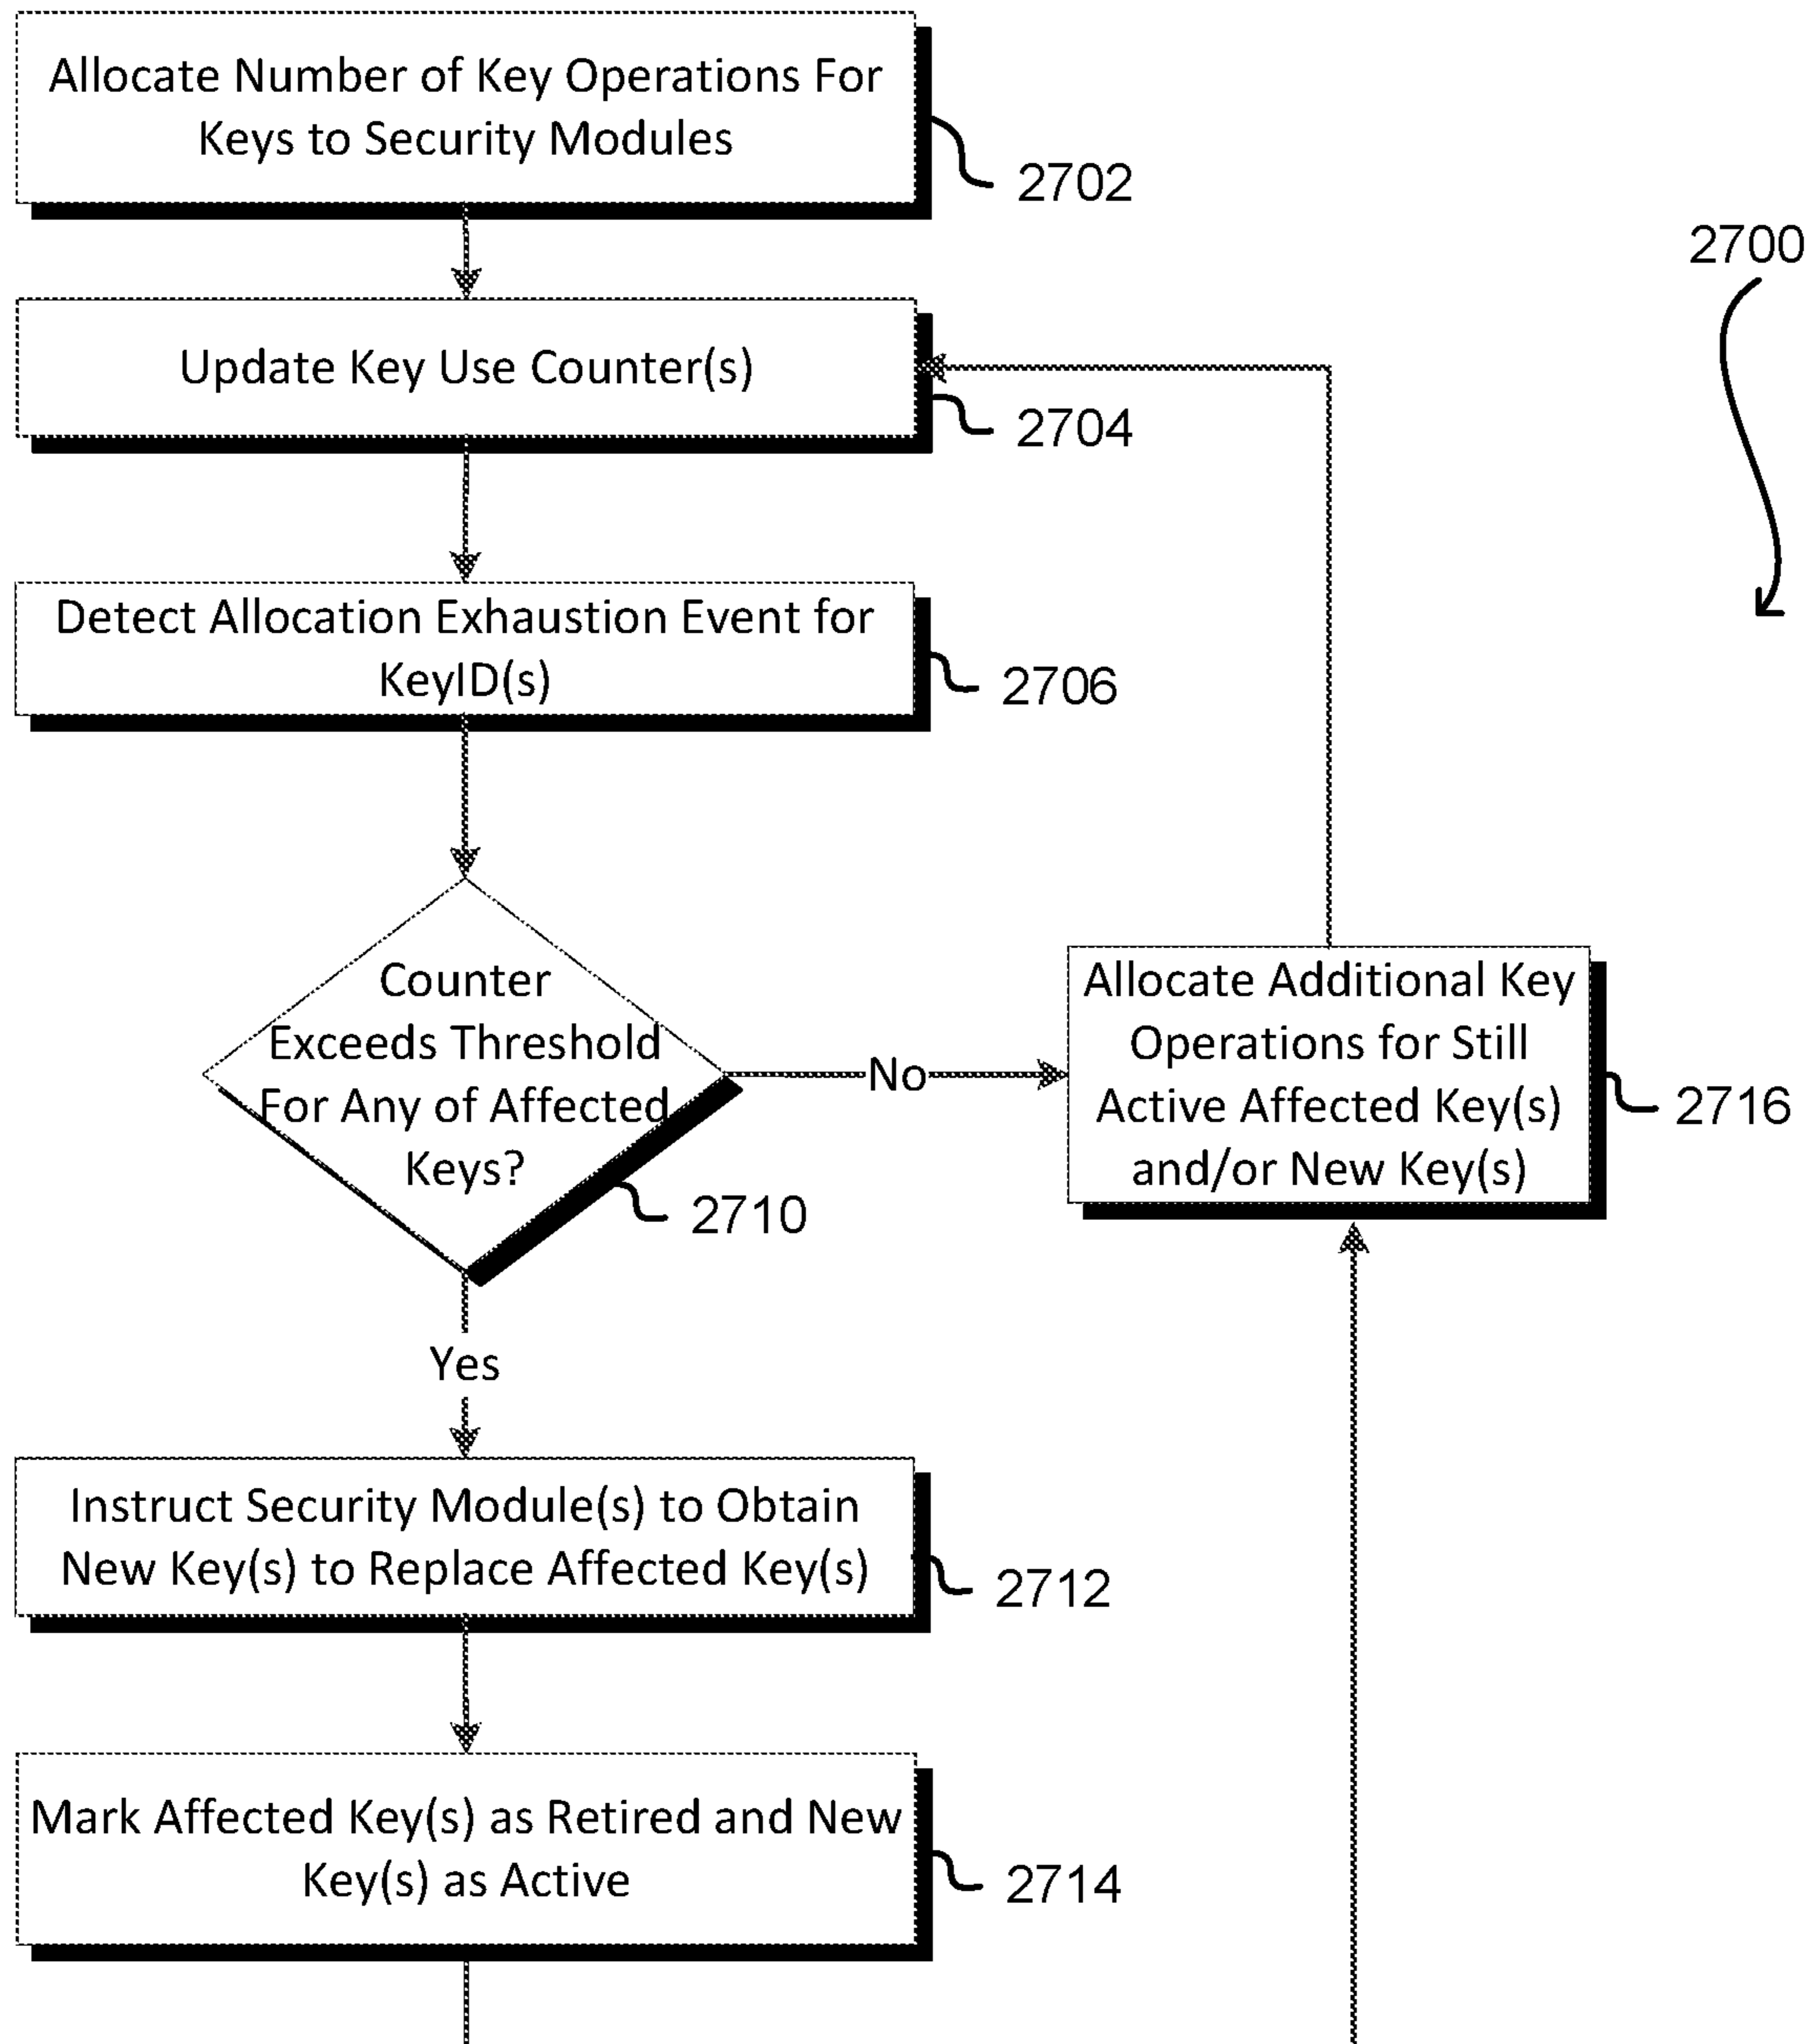 Allocate Number of Key Operations For
Keys to Security Modules
2702
2700
Update Key Use Counter(s)
2704
Detect Allocation Exhaustion Event for
KeyID(s)
2706
Counter
Exceeds Threshold
For Any of Affected
Keys?
2710
No
Allocate Additional Key
Operations for Still
Active Affected Key(s)
and/or New Key(s)
2716
Yes
Instruct Security Module(s) to Obtain
New Key(s) to Replace Affected Key(s)
2712
Mark Affected Key(s) as Retired and New
Key(s) as Active
2714